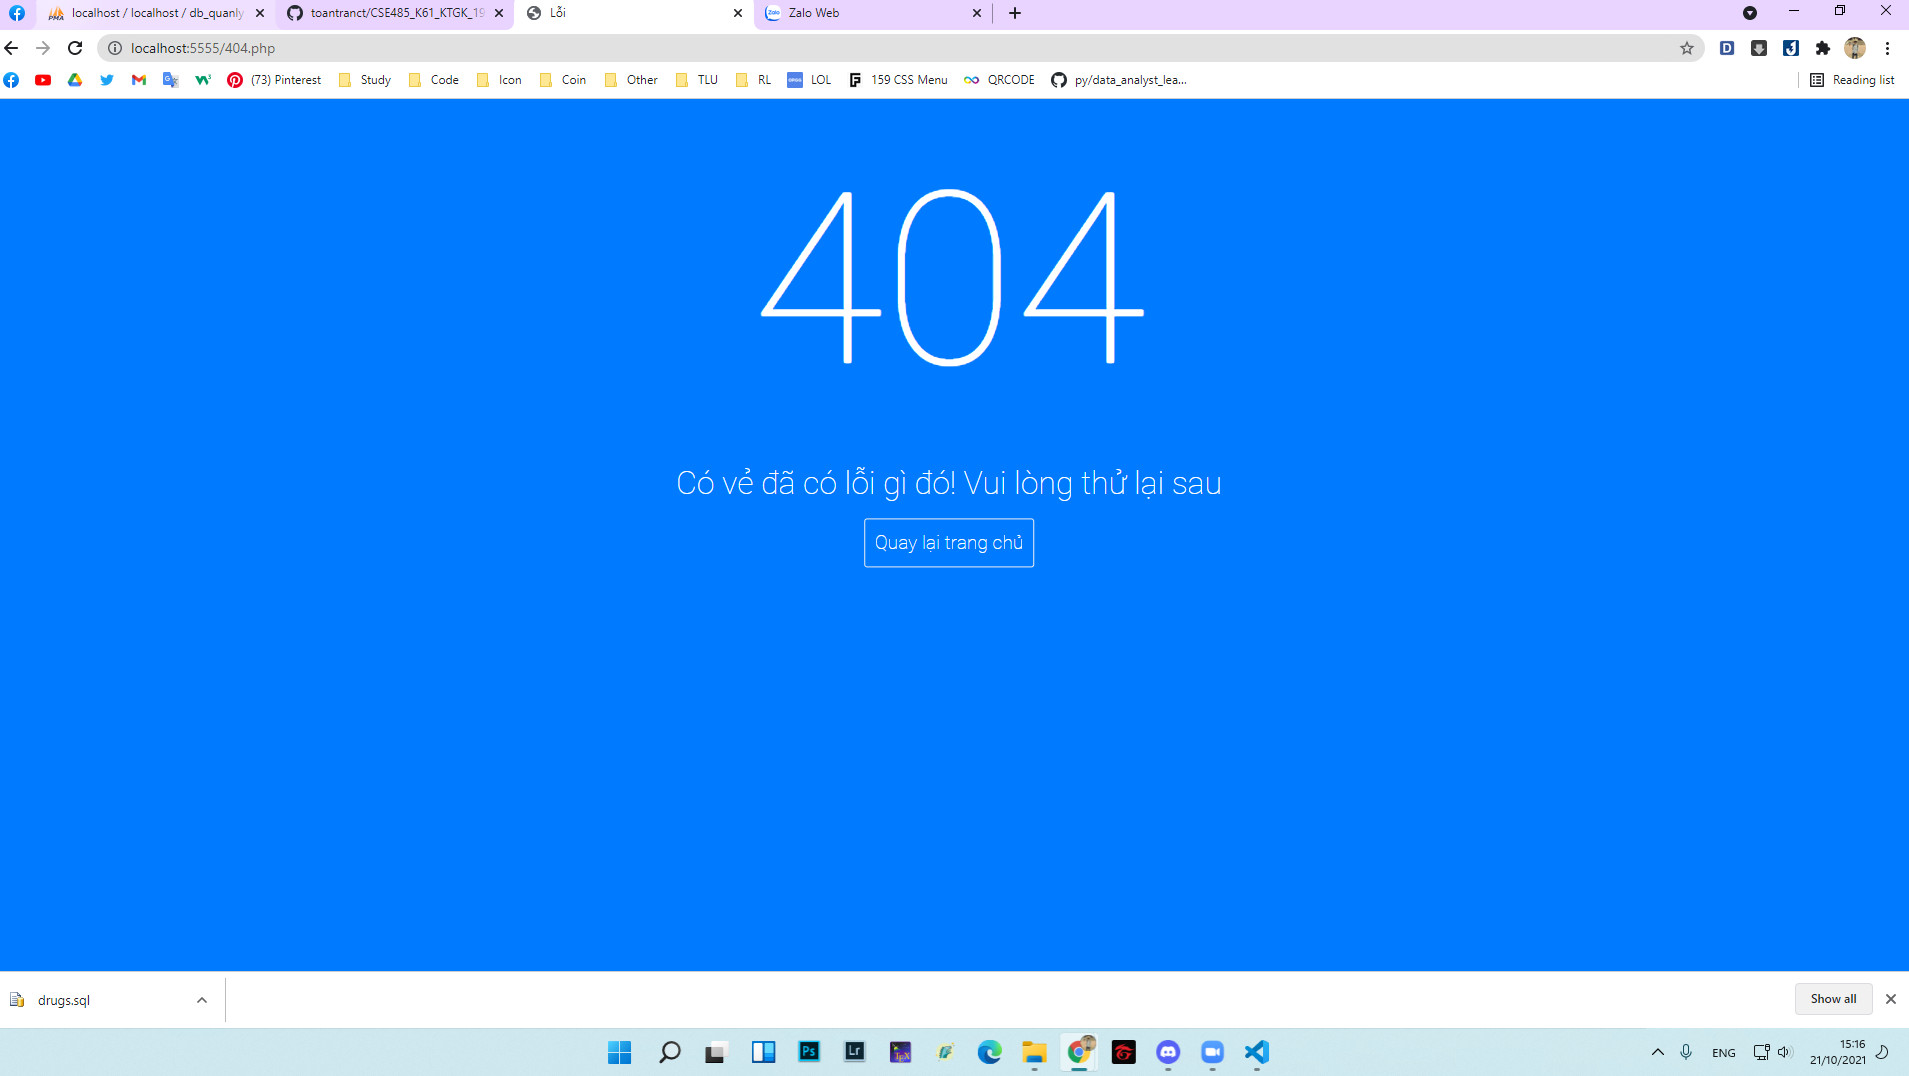 localhost / localhost / db_quanly
toantranct/CSE485_K61_KTGK_19
Lỗi
Zalo Web
localhost:5555/404.php
(73) Pinterest
Study
Code
Icon
Coin
Other
TLU
RL
LOL
159 CSS Menu
QRCODE
py/data_analyst_lea...
Reading list
404
Có vẻ đã có lỗi gì đó! Vui lòng thử lại sau
Quay lại trang chủ
drugs.sql
Show all
Ps
Lr
ENG
15:16
21/10/2021